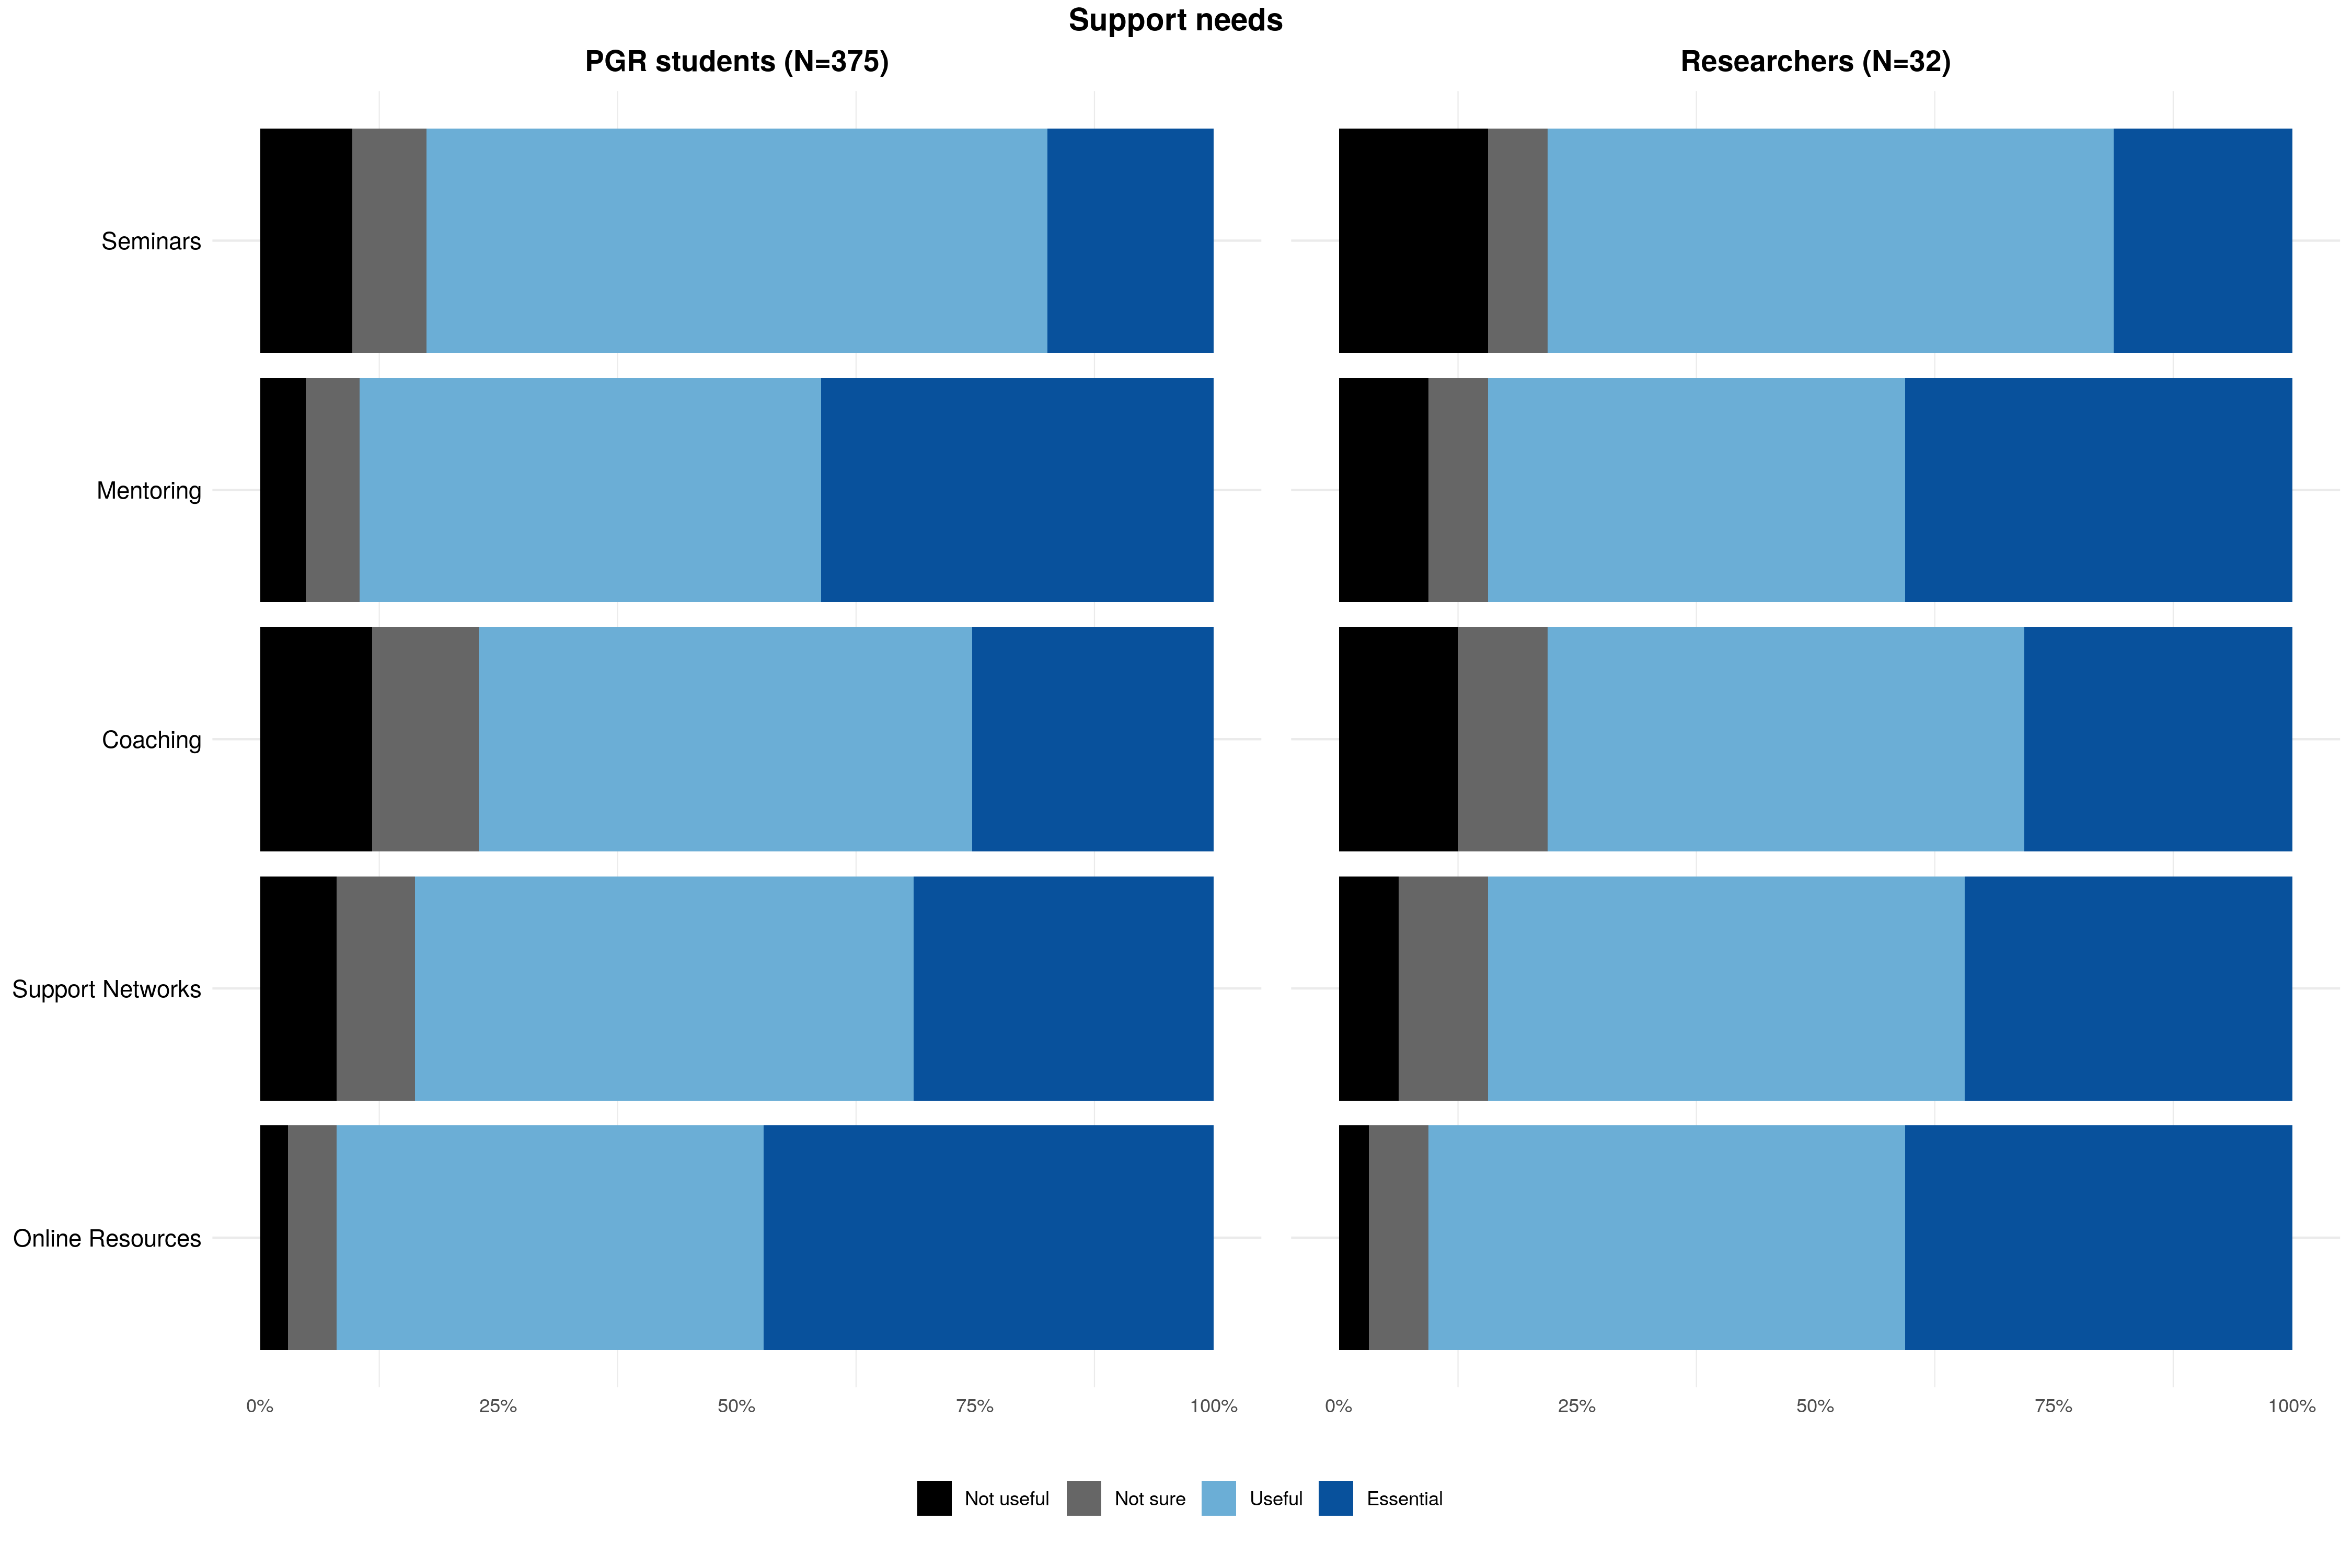 Support needs
PGR students (N=375)
Researchers (N=32)
Seminars
Mentoring
Coaching
Support Networks
Online Resources
0% 25% 50% 75% 100%
0% 25% 50% 75% 100%
Not useful Not sure Useful Essential